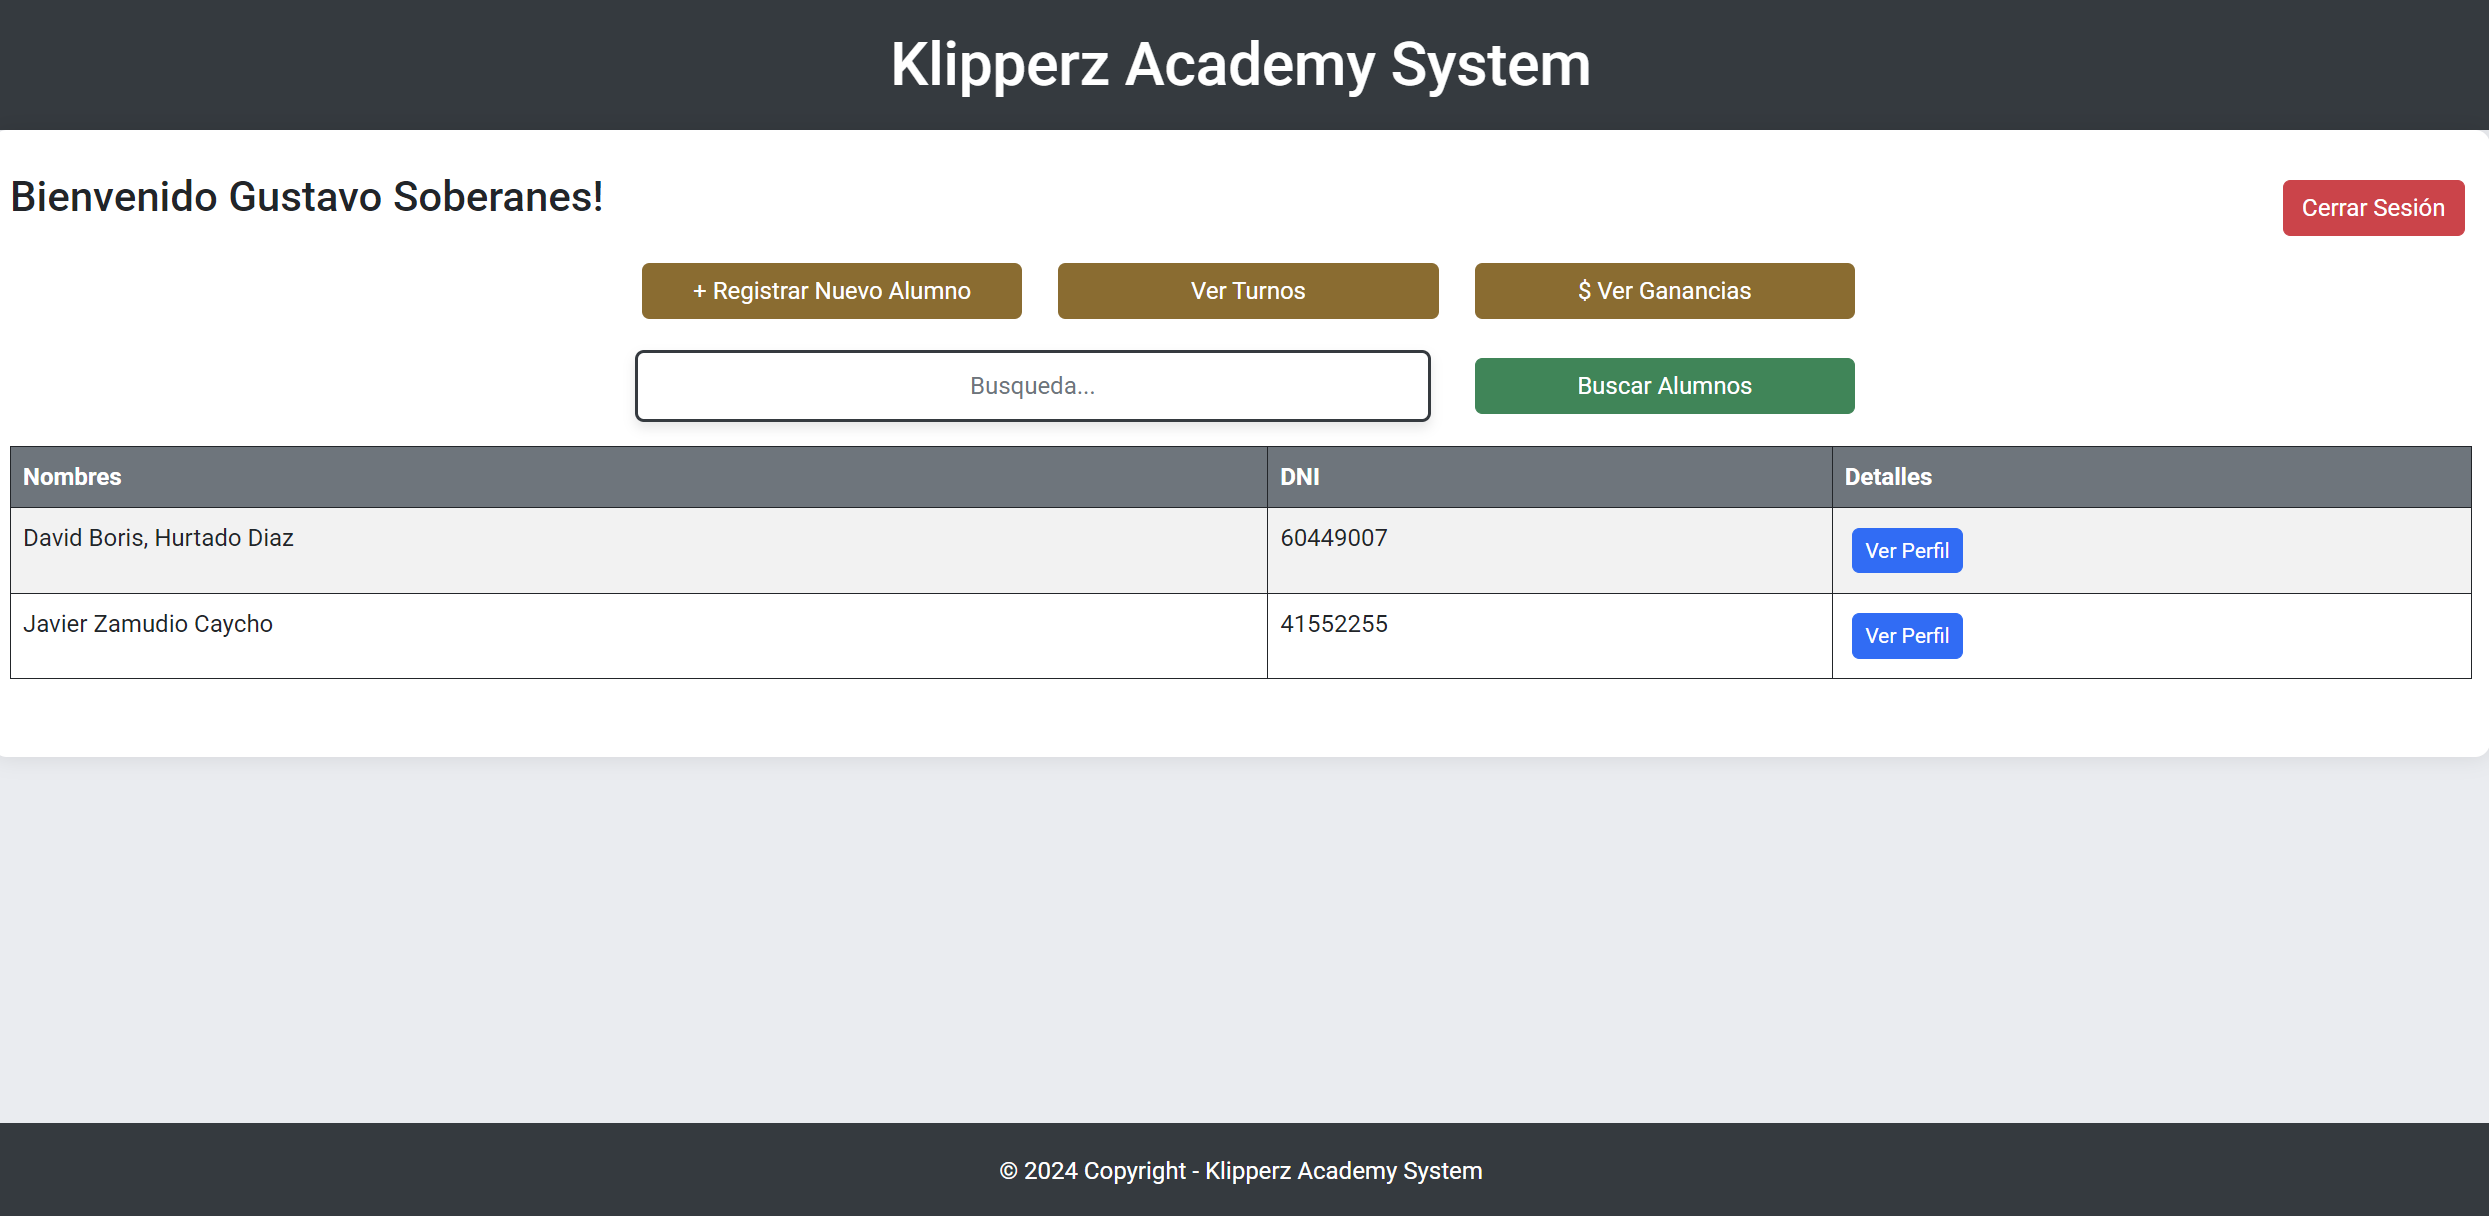 Klipperz Academy System
Bienvenido Gustavo Soberanes!
Cerrar Sesión
+ Registrar Nuevo Alumno Ver Turnos $ Ver Ganancias
Busqueda... Buscar Alumnos
Nombres DNI Detalles
David Boris, Hurtado Diaz 60449007 Ver Perfil
Javier Zamudio Caycho 41552255 Ver Perfil
© 2024 Copyright - Klipperz Academy System